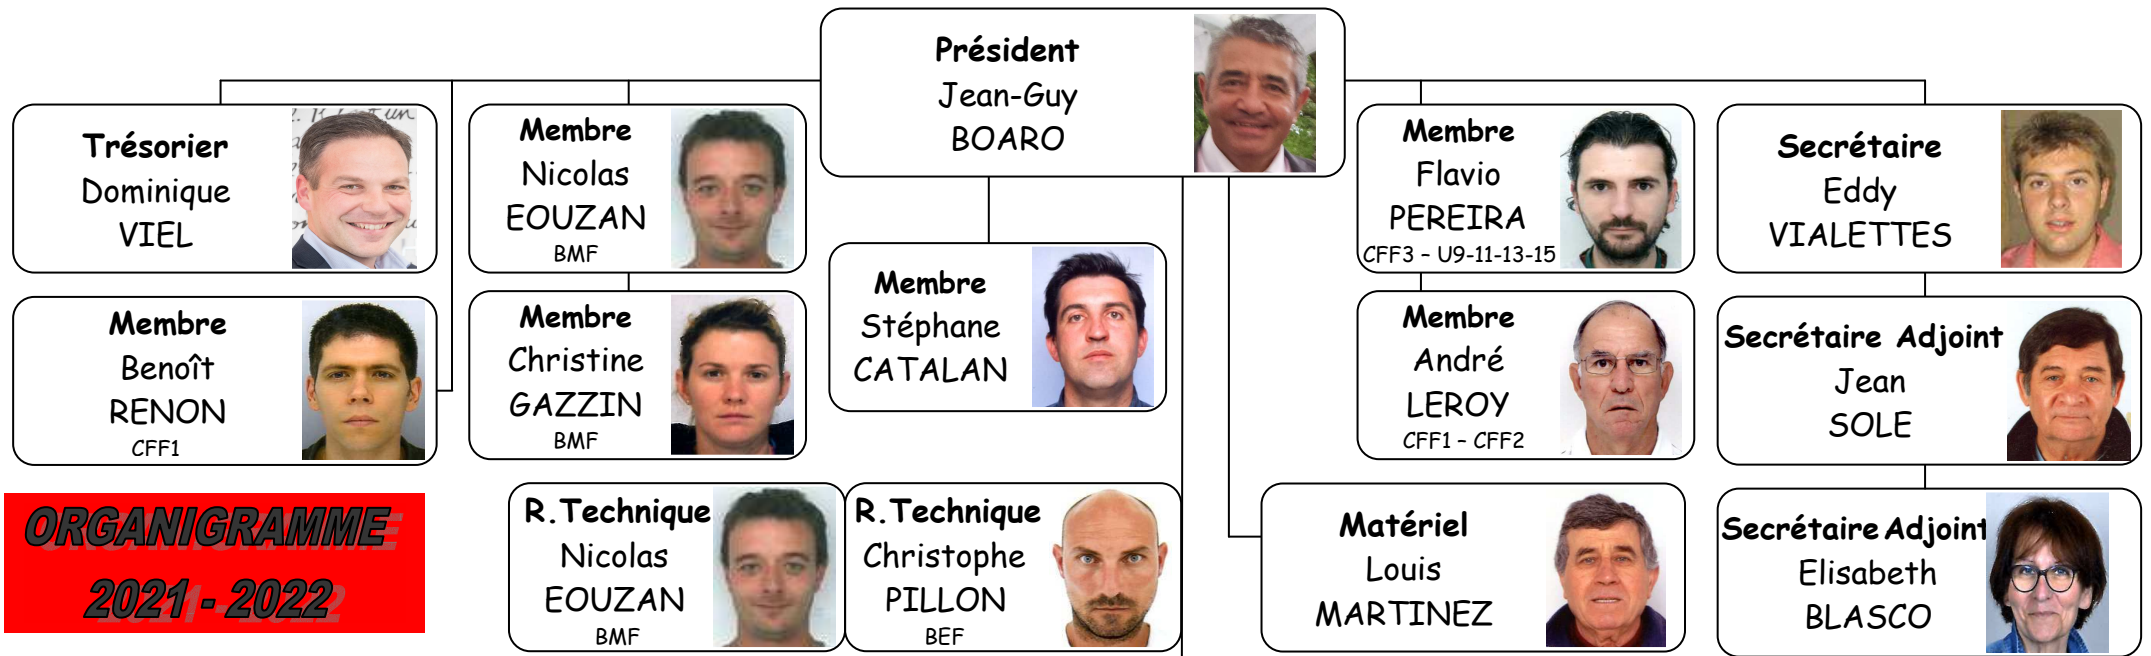 Président
Jean-Guy
BOARO
Trésorier
Dominique
VIEL
Membre
Nicolas
EOUZAN
BMF
Membre
Flavio
PEREIRA
CFF3 – U9-11-13-15
Secrétaire
Eddy
VIALETTES
Membre
Stéphane
CATALAN
Membre
Benoît
RENON
CFF1
Membre
Christine
GAZZIN
BMF
Membre
André
LEROY
CFF1 – CFF2
Secrétaire Adjoint
Jean
SOLE
ORGANIGRAMME
2021 - 2022
R.Technique
Nicolas
EOUZAN
BMF
R.Technique
Christophe
PILLON
BEF
Matériel
Louis
MARTINEZ
Secrétaire Adjoint
Elisabeth
BLASCO